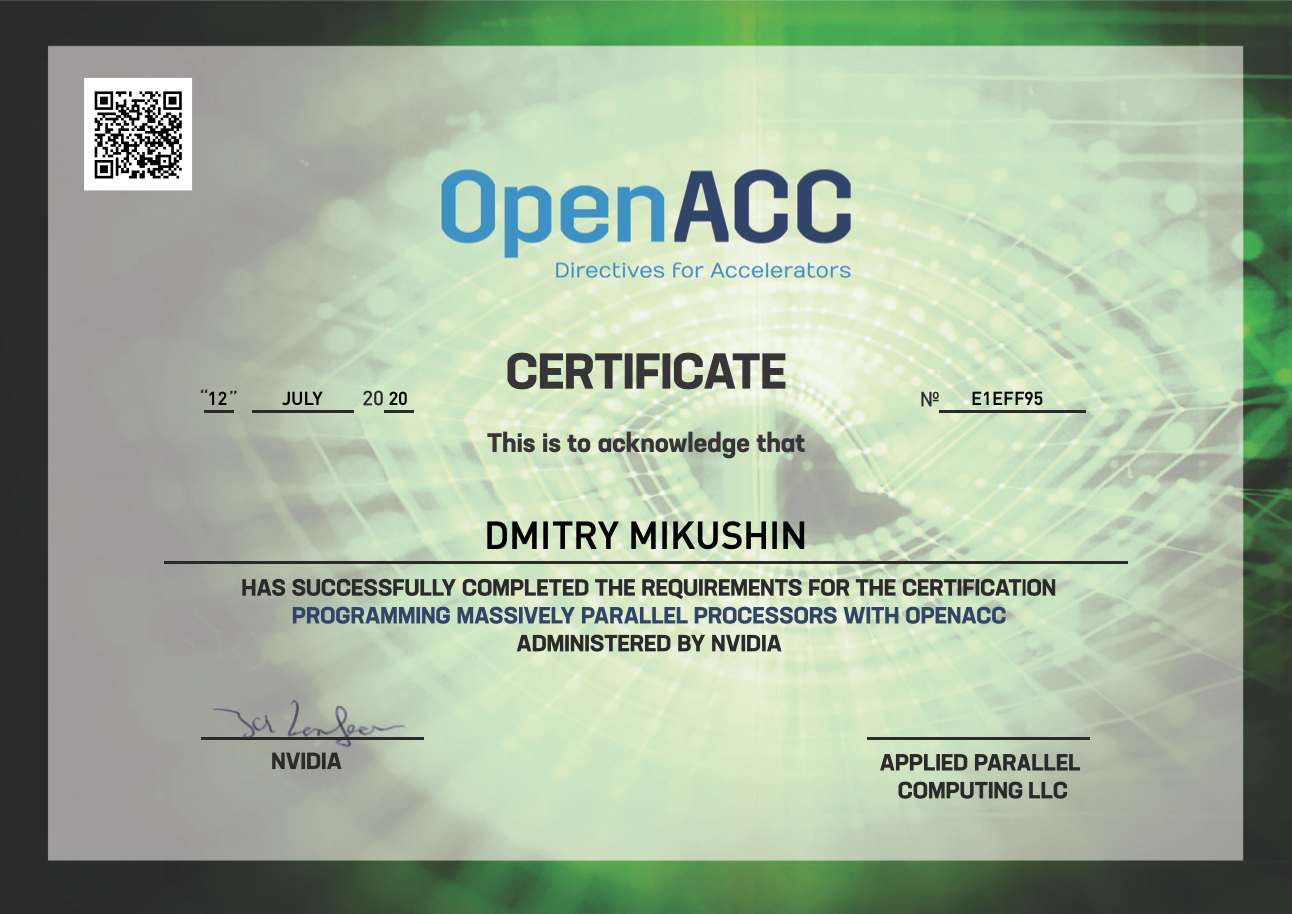 OpenACC
Directives for Accelerators
CERTIFICATE
“12” JULY 20 20
№ E1EFF95
This is to acknowledge that
DMITRY MIKUSHIN
HAS SUCCESSFULLY COMPLETED THE REQUIREMENTS FOR THE CERTIFICATION
PROGRAMMING MASSIVELY PARALLEL PROCESSORS WITH OPENACC
ADMINISTERED BY NVIDIA
NVIDIA
APPLIED PARALLEL
COMPUTING LLC